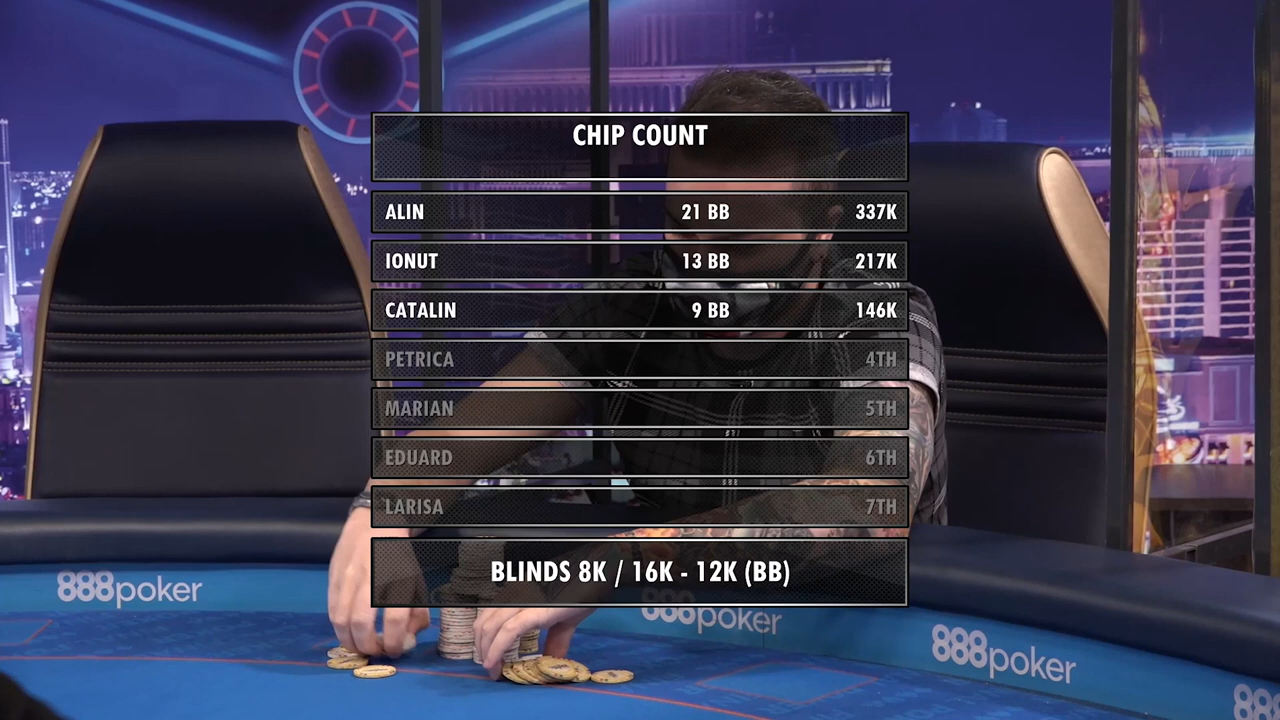 CHIP COUNT
ALIN 21 BB 337K
IONUT 13 BB 217K
CATALIN 9 BB 146K
PETRICA 4TH
MARIAN 5TH
EDUARD 6TH
LARISA 7TH
BLINDS 8K / 16K - 12K (BB)
888poker
888poker
888poker
888